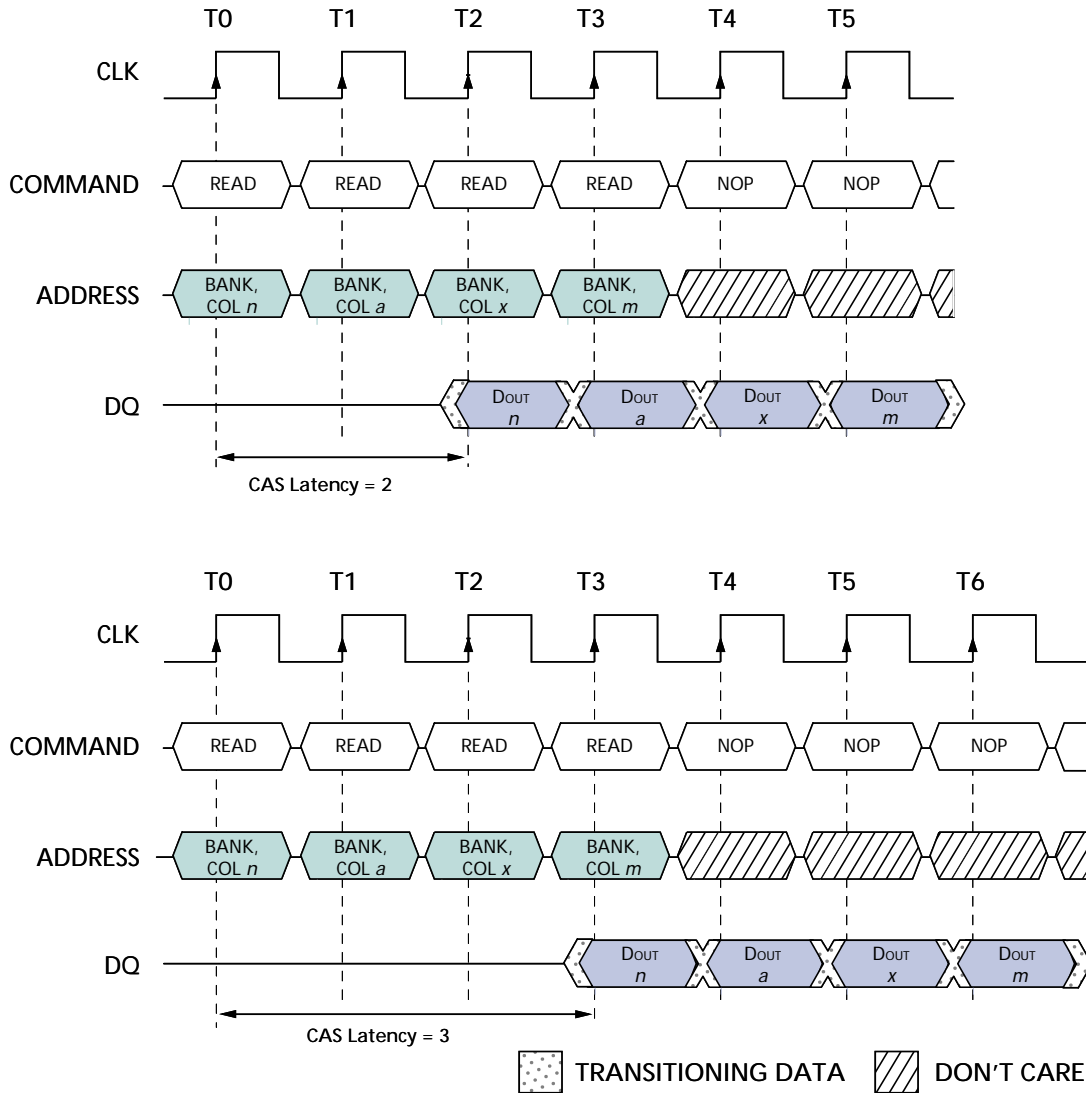 T0 T1 T2 T3 T4 T5
CLK
COMMAND READ READ READ READ NOP NOP
ADDRESS
BANK, BANK, BANK, BANK,
COL n COL a COL x COL m
DQ
DOUT DOUT DOUT DOUT
n a x m
CAS Latency = 2
T0 T1 T2 T3 T4 T5 T6
CLK
COMMAND READ READ READ READ NOP NOP NOP
ADDRESS
BANK, BANK, BANK, BANK,
COL n COL a COL x COL m
DQ
DOUT DOUT DOUT DOUT
n a x m
CAS Latency = 3
TRANSITIONING DATA DON'T CARE